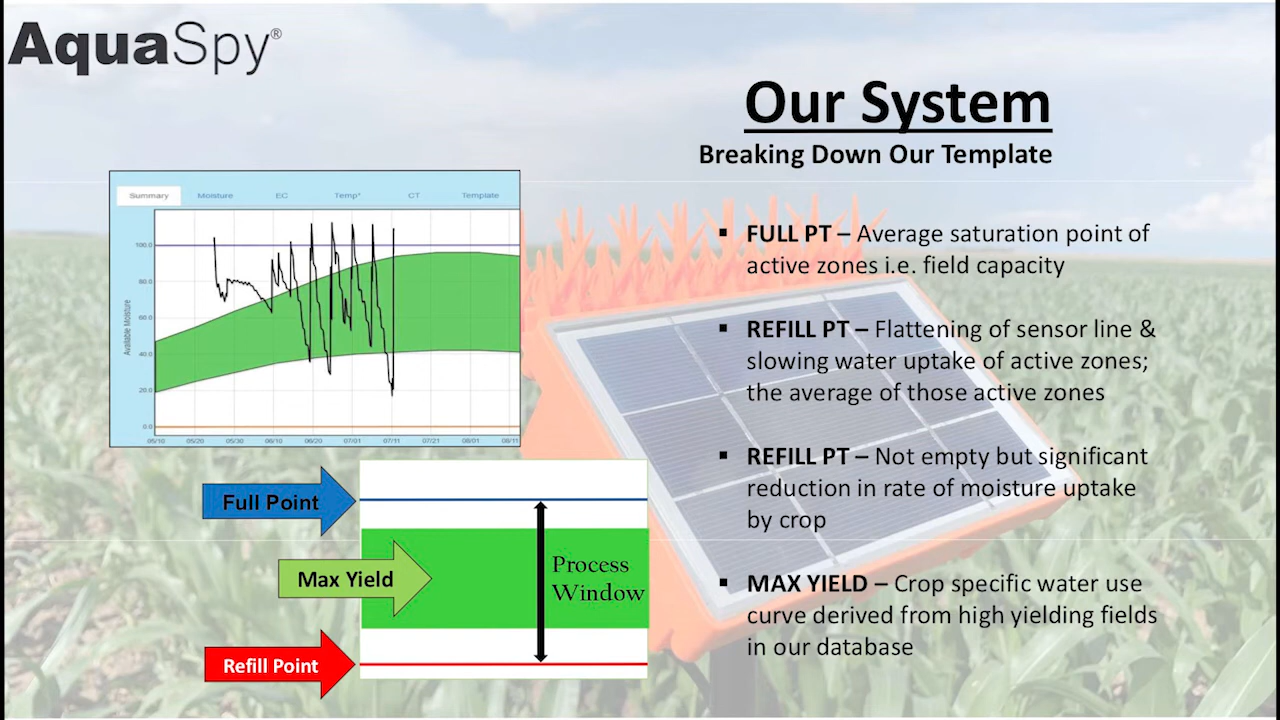 AquaSpy®
Our System
Breaking Down Our Template
Summary Moisture EC Temp* CT Template
Available Moisture
100.0
80.0
60.0
40.0
20.0
0.0
05/10 05/20 05/30 06/10 06/20 07/01 07/11 07/21 08/01 08/11
Full Point
Max Yield
Process
Window
Refill Point
▪ FULL PT – Average saturation point of
active zones i.e. field capacity
▪ REFILL PT – Flattening of sensor line &
slowing water uptake of active zones;
the average of those active zones
▪ REFILL PT – Not empty but significant
reduction in rate of moisture uptake
by crop
▪ MAX YIELD – Crop specific water use
curve derived from high yielding fields
in our database